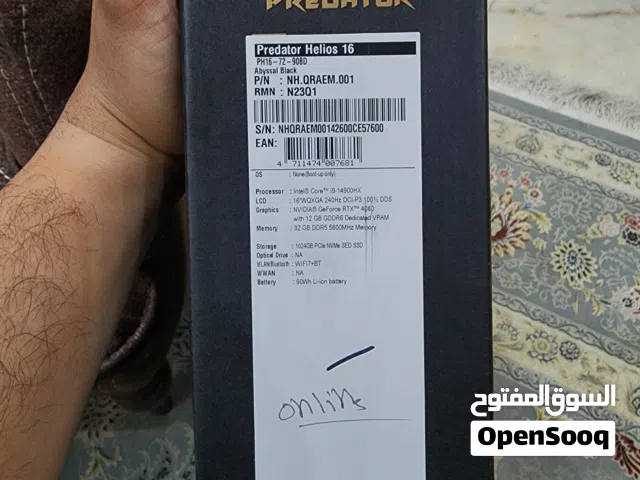 PREDATOR
Predator Helios 16
PH16-72-908D
Abyssal Black
P/N : NH.QRAEM.001
RMN : N23Q1
S/N: NHQRAEM00142600CE57600
EAN:
4 711474 007681
OS : None(Boot up only)
Processor : Intel® Core™ i9-14900HX
LCD : 16"WQXGA 240Hz DCI-P3 100% DDS
Graphics : NVIDIA® GeForce RTX™ 4080
with 12 GB GDDR6 Dedicated VRAM
Memory : 32 GB DDR5 5600MHz Memory
Storage : 1024GB PCIe NVMe SED SSD
Optical Drive : NA
WLAN/Bluetooth : WIFI7+BT
WWAN : NA
Battery : 90Wh Li-ion battery
online
السوق المفتوح
OpenSooq